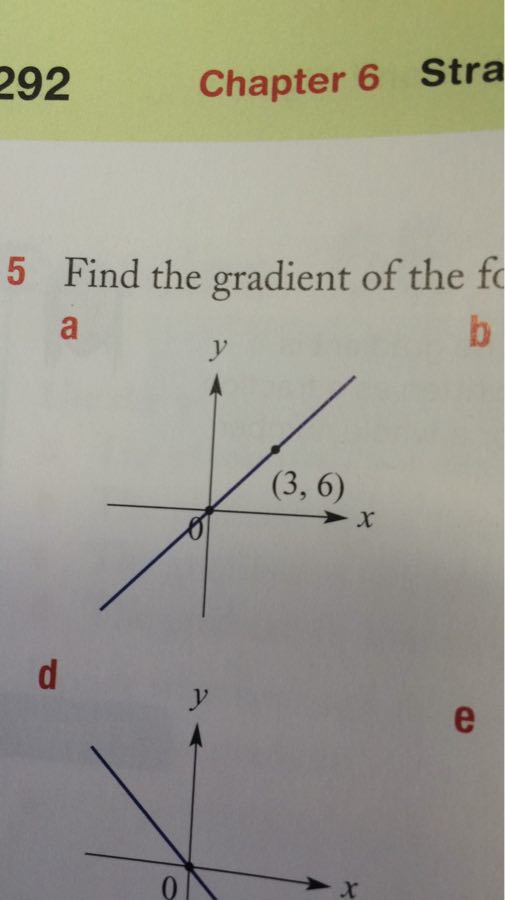 292 Chapter 6 Stra
5 Find the gradient of the fo
a b
y
(3, 6)
0 x
d e
y
0 x